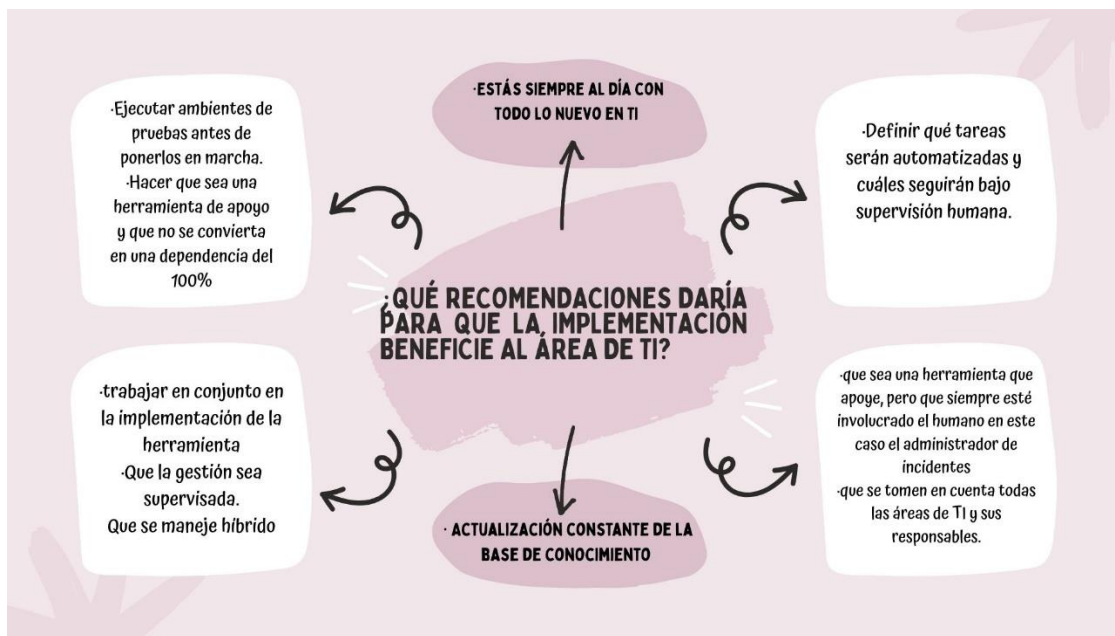 ·Ejecutar ambientes de
pruebas antes de
ponerlos en marcha.
·Hacer que sea una
herramienta de apoyo
y que no se convierta
en una dependencia del
100%
·ESTÁS SIEMPRE AL DÍA CON
TODO LO NUEVO EN TI
·Definir qué tareas
serán automatizadas y
cuáles seguirán bajo
supervisión humana.
¿QUÉ RECOMENDACIONES DARÍA
PARA QUE LA IMPLEMENTACIÓN
BENEFICIE AL ÁREA DE TI?
·trabajar en conjunto en
la implementación de la
herramienta
·Que la gestión sea
supervisada.
Que se maneje híbrido
· ACTUALIZACIÓN CONSTANTE DE LA
BASE DE CONOCIMIENTO
·que sea una herramienta que
apoye, pero que siempre esté
involucrado el humano en este
caso el administrador de
incidentes
·que se tomen en cuenta todas
las áreas de TI y sus
responsables.